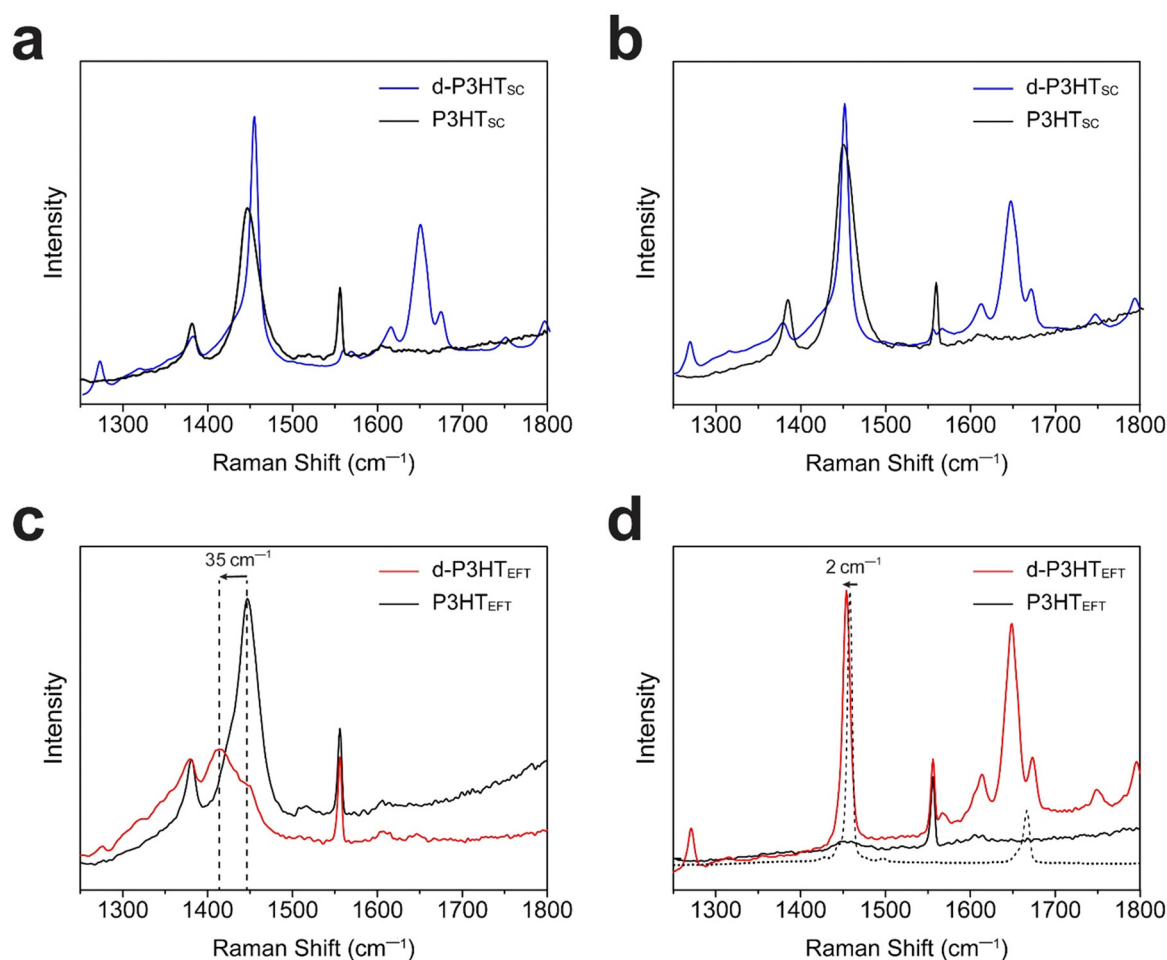 a
d-P3HTSC
P3HTSC
Intensity
1300 1400 1500 1600 1700 1800
Raman Shift (cm—1)
b
d-P3HTSC
P3HTSC
Intensity
1300 1400 1500 1600 1700 1800
Raman Shift (cm—1)
c
35 cm—1
d-P3HTEFT
P3HTEFT
Intensity
1300 1400 1500 1600 1700 1800
Raman Shift (cm—1)
d
2 cm—1
d-P3HTEFT
P3HTEFT
Intensity
1300 1400 1500 1600 1700 1800
Raman Shift (cm—1)